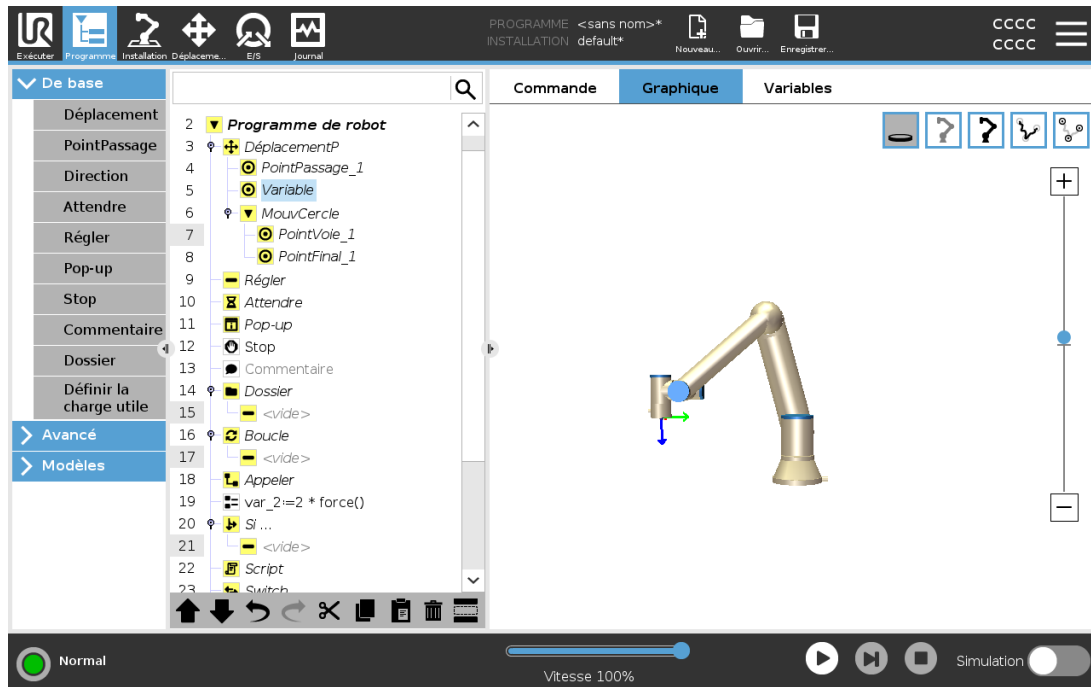 PROGRAMME <sans nom>*
INSTALLATION default*
CCCC
CCCC
Exécuter Programme Installation Déplaceme... E/S Journal
Nouveau... Ouvrir... Enregistrer...
De base
Déplacement
PointPassage
Direction
Attendre
Régler
Pop-up
Stop
Commentaire
Dossier
Définir la
charge utile
Avancé
Modèles
2 Programme de robot
3 DéplacementP
4 PointPassage_1
5 Variable
6 MouvCercle
7 PointVoie_1
8 PointFinal_1
9 Régler
10 Attendre
11 Pop-up
12 Stop
13 Commentaire
14 Dossier
15 <vide>
16 Boucle
17 <vide>
18 Appeler
19 var_2:=2 * force()
20 Si ...
21 <vide>
22 Script
23 Switch
Commande Graphique Variables
Normal
Vitesse 100%
Simulation